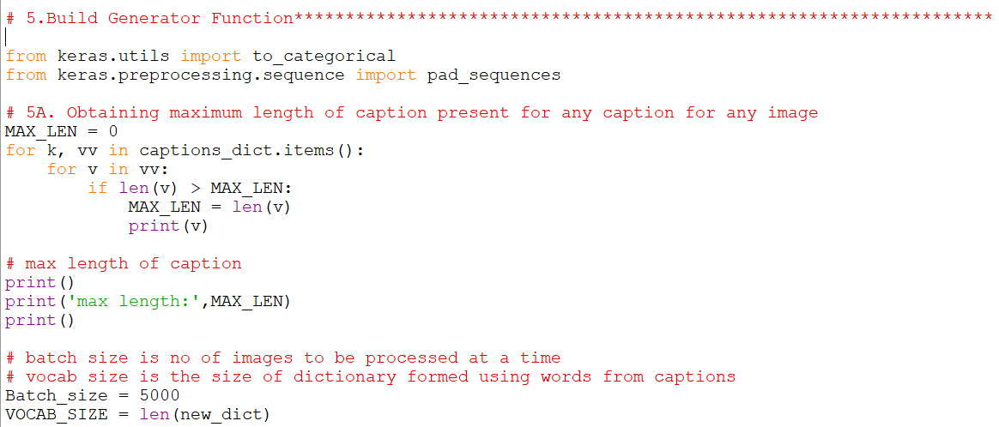 # 5.Build Generator Function********************************************************************
from keras.utils import to_categorical
from keras.preprocessing.sequence import pad_sequences
# 5A. Obtaining maximum length of caption present for any caption for any image
MAX_LEN = 0
for k, vv in captions_dict.items():
    for v in vv:
        if len(v) > MAX_LEN:
            MAX_LEN = len(v)
            print(v)
# max length of caption
print()
print('max length:',MAX_LEN)
print()
# batch size is no of images to be processed at a time
# vocab size is the size of dictionary formed using words from captions
Batch_size = 5000
VOCAB_SIZE = len(new_dict)